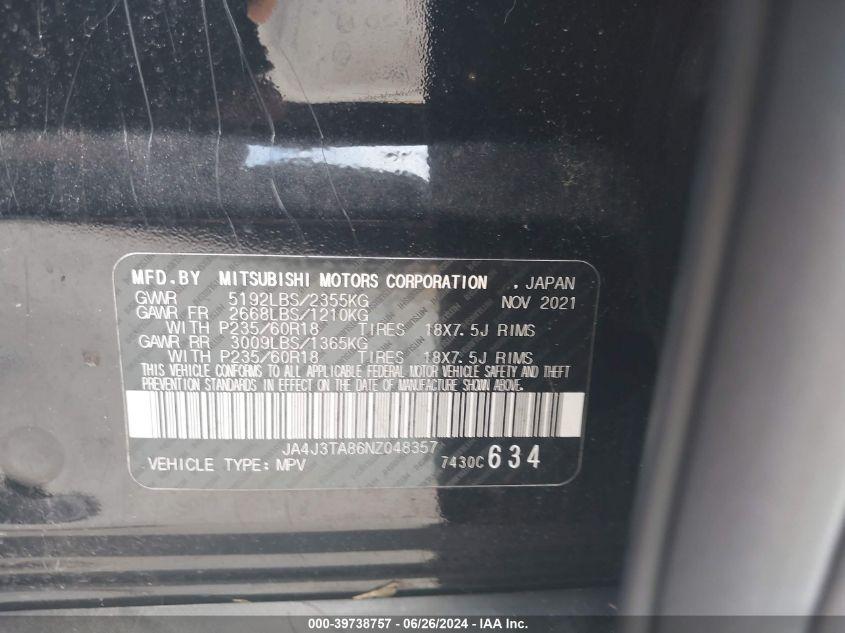 MFD.BY MITSUBISHI MOTORS CORPORATION . JAPAN
GVWR 5192LBS/2355KG NOV 2021
GAWR FR 2668LBS/1210KG
WITH P235/60R18 TIRES 18X7.5J RIMS
GAWR RR 3009LBS/1365KG
WITH P235/60R18 TIRES 18X7.5J RIMS
THIS VEHICLE CONFORMS TO ALL APPLICABLE FEDERAL MOTOR VEHICLE SAFETY AND THEFT
PREVENTION STANDARDS IN EFFECT ON THE DATE OF MANUFACTURE SHOWN ABOVE.
JA4J3TA86NZ048357
VEHICLE TYPE: MPV 7430C 634
000-39738757 - 06/26/2024 - IAA Inc.